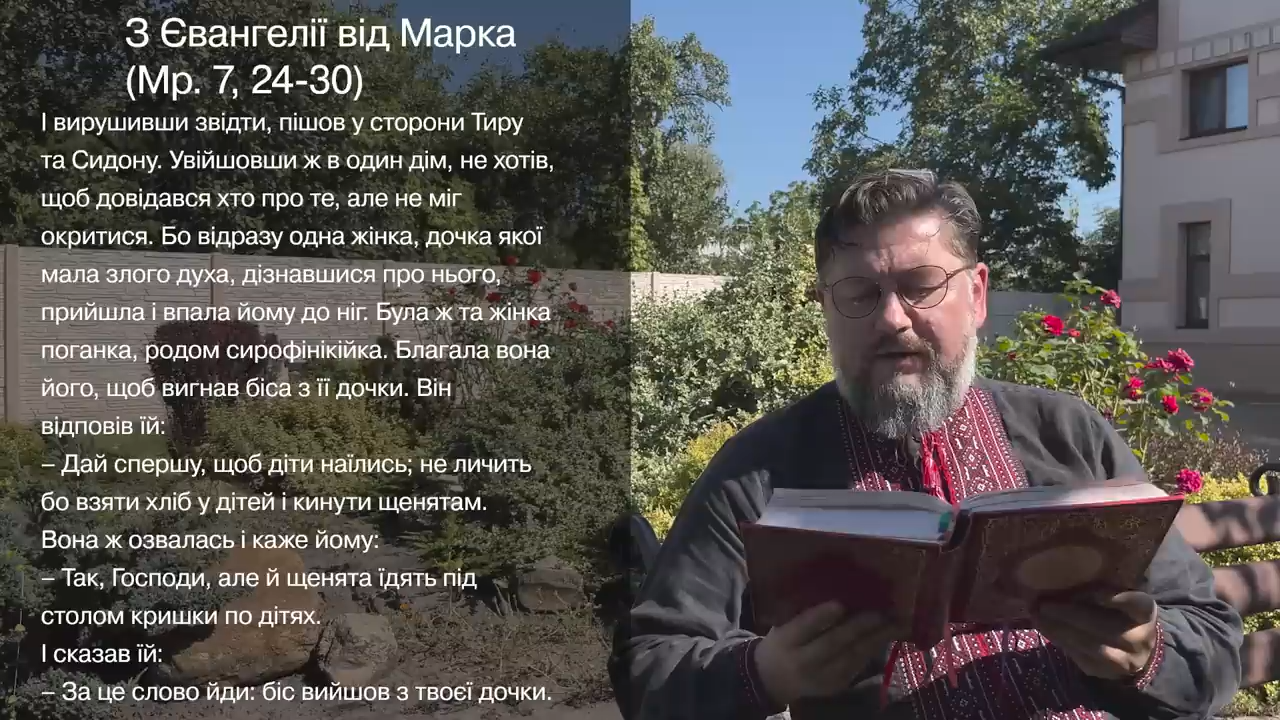 З Євангелії від Марка
(Мр. 7, 24-30)
І вирушивши звідти, пішов у сторони Тиру
та Сидону. Увійшовши ж в один дім, не хотів,
щоб довідався хто про те, але не міг
окритися. Бо відразу одна жінка, дочка якої
мала злого духа, дізнавшися про нього,
прийшла і впала йому до ніг. Була ж та жінка
поганка, родом сирофінікійка. Благала вона
його, щоб вигнав біса з її дочки. Він
відповів їй:
– Дай спершу, щоб діти наїлись; не личить
бо взяти хліб у дітей і кинути щенятам.
Вона ж озвалась і каже йому:
– Так, Господи, але й щенята їдять під
столом кришки по дітях.
І сказав їй:
– За це слово йди: біс вийшов з твоєї дочки.